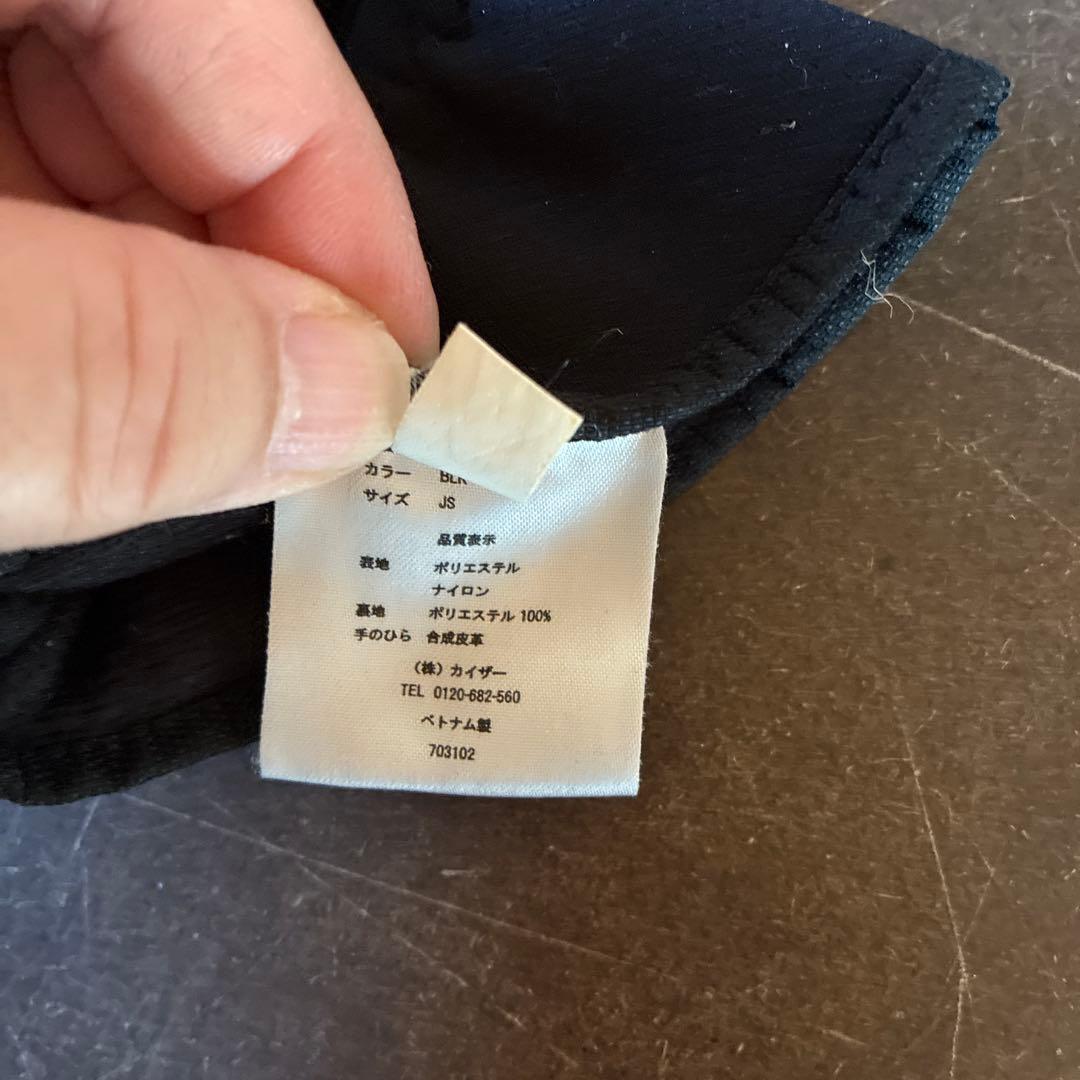 カラー BLK
サイズ JS
品質表示
表地 ポリエステル
ナイロン
裏地 ポリエステル 100%
手のひら 合成皮革
(株) カイザー
TEL 0120-682-560
ベトナム製
703102